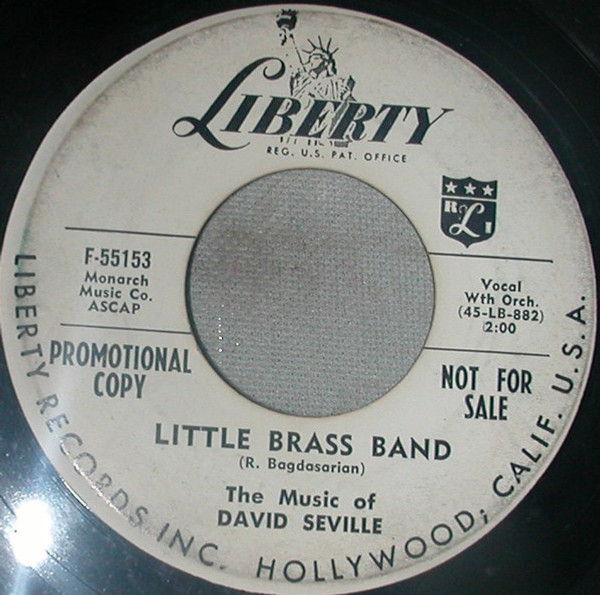 LIBERTY
REG. U.S. PAT. OFFICE
R L I
F-55153
Monarch
Music Co.
ASCAP
Vocal
Wth Orch.
(45-LB-882)
2:00
PROMOTIONAL
COPY
NOT FOR
SALE
LITTLE BRASS BAND
(R. Bagdasarian)
The Music of
DAVID SEVILLE
LIBERTY RECORDS INC. HOLLYWOOD, CALIF. U.S.A.